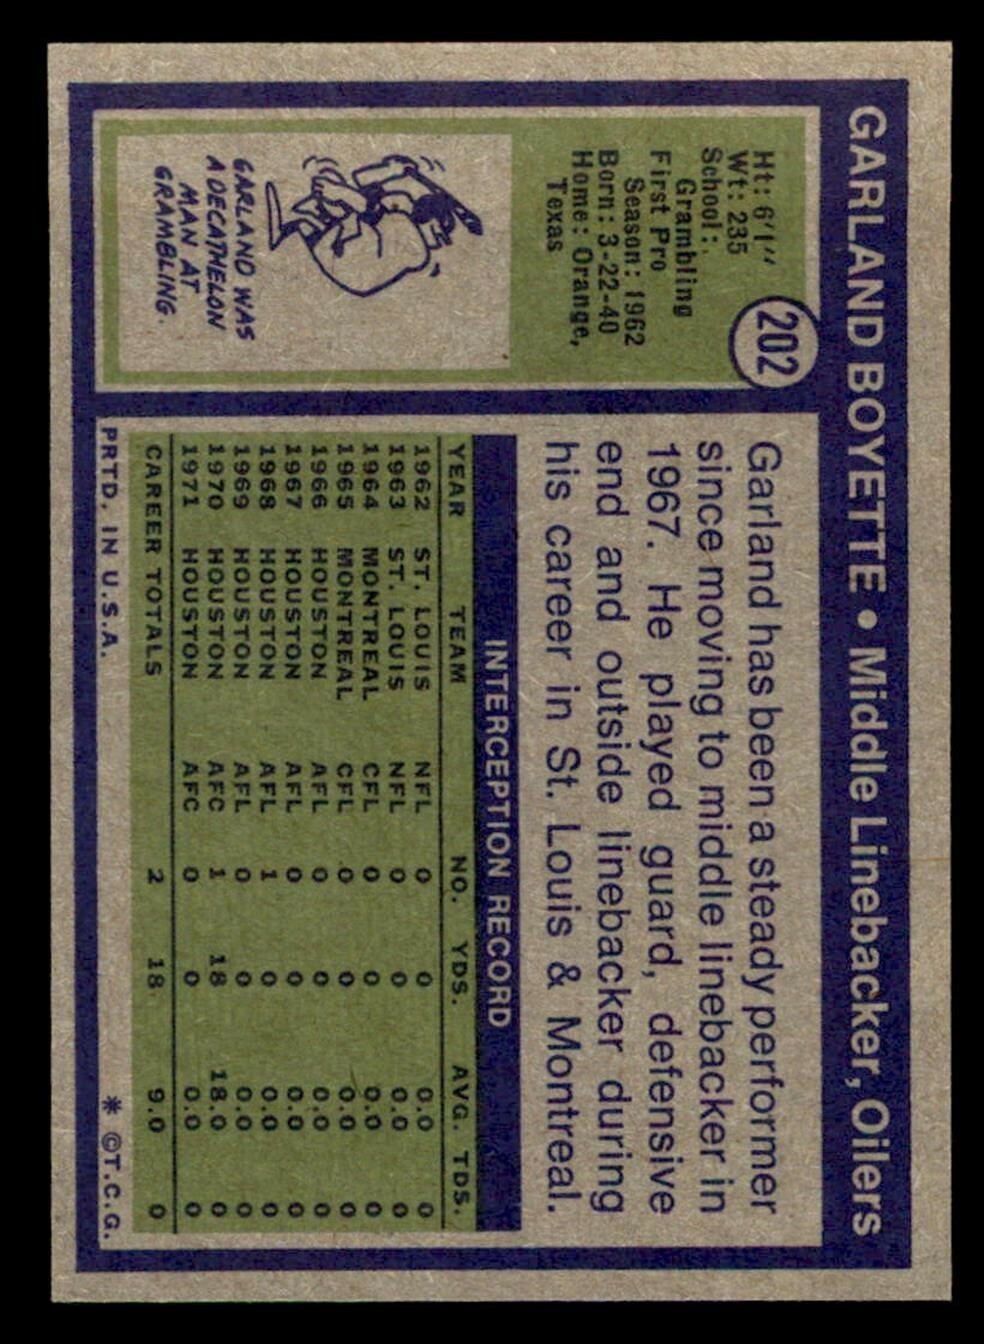 GARLAND BOYETTE • Middle Linebacker, Oilers
202
Ht: 6'1"
Wt: 235
School:
Grambling
First Pro
Season: 1962
Born: 3-22-40
Home: Orange,
Texas
GARLAND WAS
A DECATHELON
MAN AT
GRAMBLING.
Garland has been a steady performer
since moving to middle linebacker in
1967. He played guard, defensive
end and outside linebacker during
his career in St. Louis & Montreal.
INTERCEPTION RECORD
YEAR TEAM NO. YDS. AVG. TDS.
1962 ST. LOUIS NFL 0 0 0.0 0
1963 ST. LOUIS NFL 0 0 0.0 0
1964 MONTREAL CFL 0 0 0.0 0
1965 MONTREAL CFL 0 0 0.0 0
1966 HOUSTON AFL 0 0 0.0 0
1967 HOUSTON AFL 0 0 0.0 0
1968 HOUSTON AFL 1 0 0.0 0
1969 HOUSTON AFL 0 0 0.0 0
1970 HOUSTON AFC 1 18 18.0 0
1971 HOUSTON AFC 0 0 0.0 0
CAREER TOTALS 2 18 9.0 0
PRTD. IN U.S.A. * ©T.C.G.